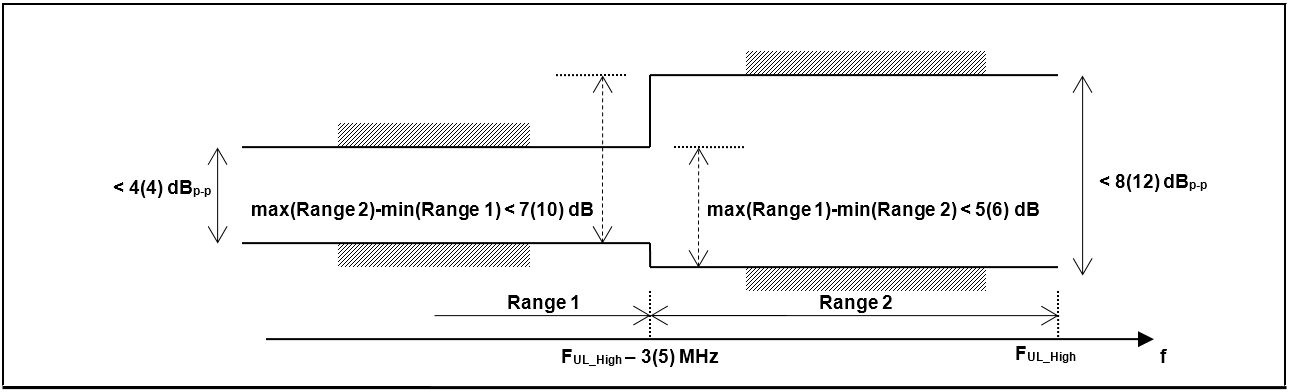 < 4(4) dBp-p
max(Range 2)-min(Range 1) < 7(10) dB
max(Range 1)-min(Range 2) < 5(6) dB
< 8(12) dBp-p
Range 1
Range 2
FUL_High – 3(5) MHz
FUL_High
f